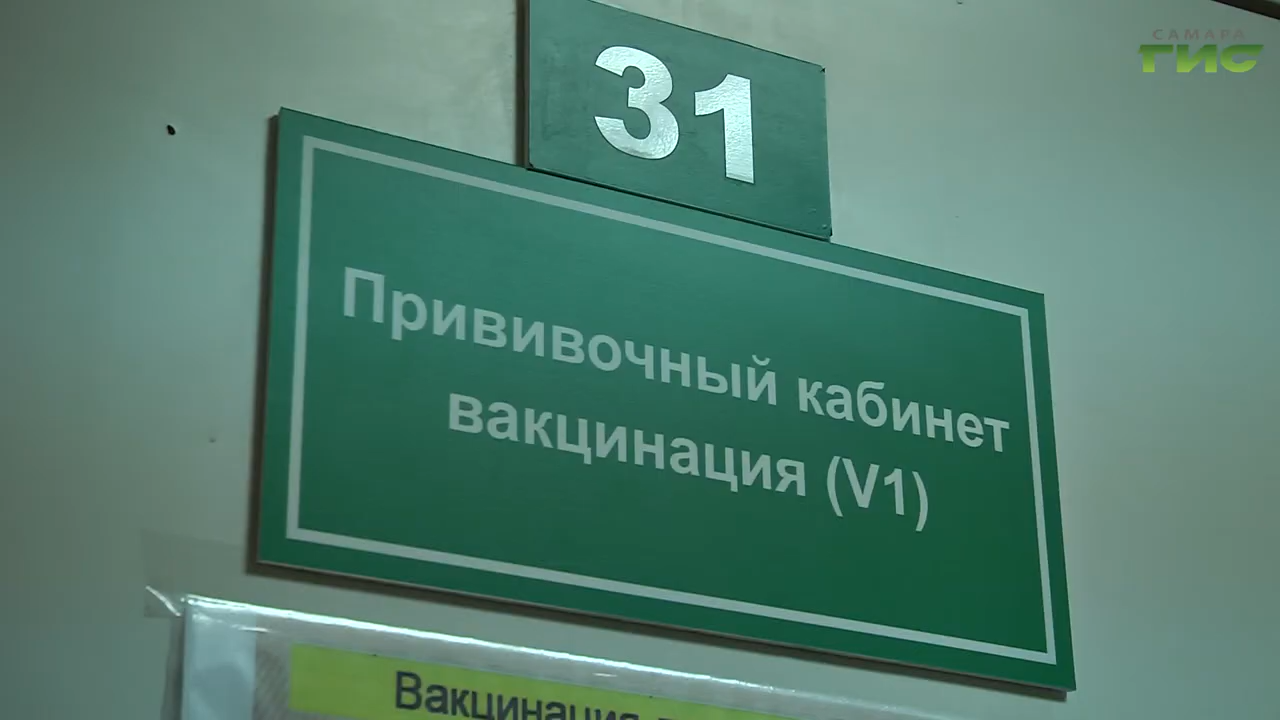 САМАРА
ГИС
31
Прививочный кабинет
вакцинация (V1)
Вакцинация